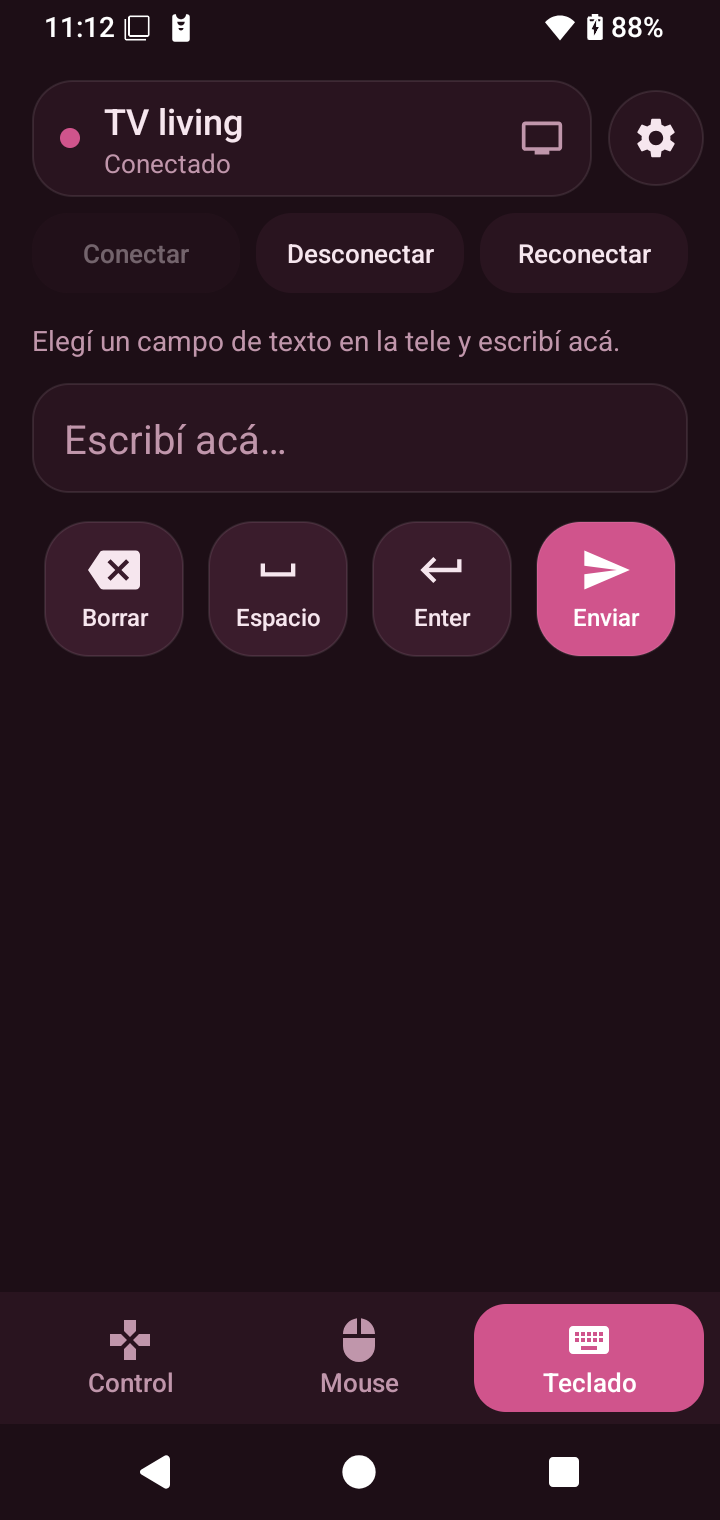 11:12 88%
TV living
Conectado
Conectar Desconectar Reconectar
Elegí un campo de texto en la tele y escribí acá.
Escribí acá…
Borrar Espacio Enter Enviar
Control Mouse Teclado